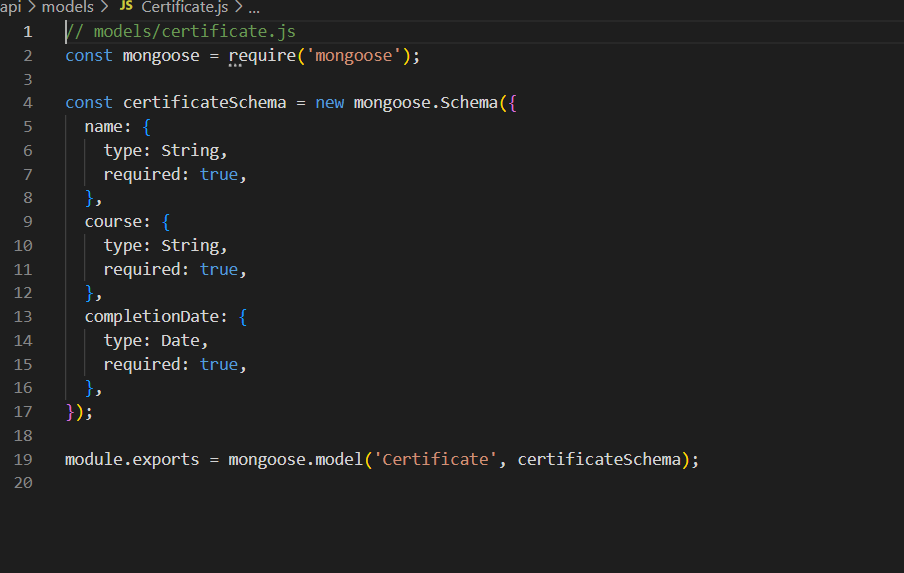 api > models > JS Certificate.js > ...
1 // models/certificate.js
2 const mongoose = require('mongoose');
3
4 const certificateSchema = new mongoose.Schema({
5   name: {
6     type: String,
7     required: true,
8   },
9   course: {
10     type: String,
11     required: true,
12   },
13   completionDate: {
14     type: Date,
15     required: true,
16   },
17 });
18
19 module.exports = mongoose.model('Certificate', certificateSchema);
20